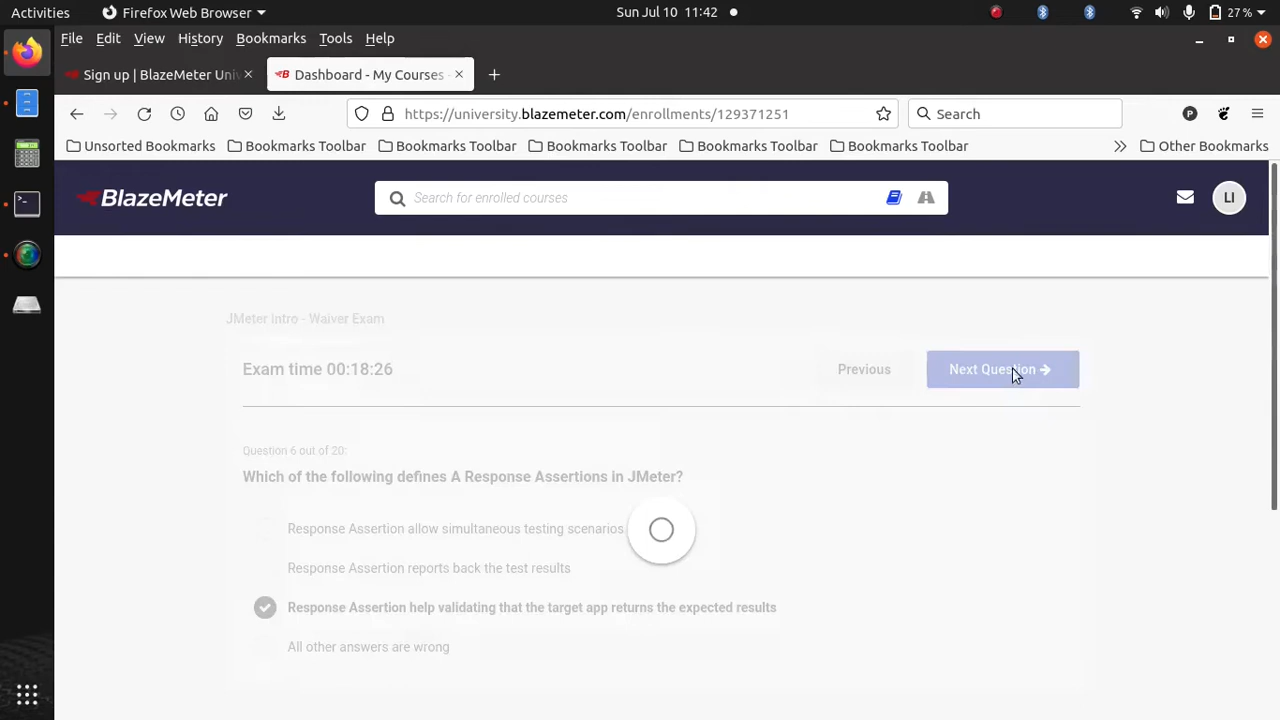 Activities
Firefox Web Browser
Sun Jul 10 11:42
27 %
File Edit View History Bookmarks Tools Help
Sign up | BlazeMeter Univ
Dashboard - My Courses -
https://university.blazemeter.com/enrollments/129371251
Search
P
Unsorted Bookmarks
Bookmarks Toolbar
Bookmarks Toolbar
Bookmarks Toolbar
Bookmarks Toolbar
Bookmarks Toolbar
Other Bookmarks
BlazeMeter
Search for enrolled courses
LI
JMeter Intro - Waiver Exam
Exam time 00:18:26
Previous
Next Question
Question 6 out of 20:
Which of the following defines A Response Assertions in JMeter?
Response Assertion allow simultaneous testing scenarios
Response Assertion reports back the test results
Response Assertion help validating that the target app returns the expected results
All other answers are wrong